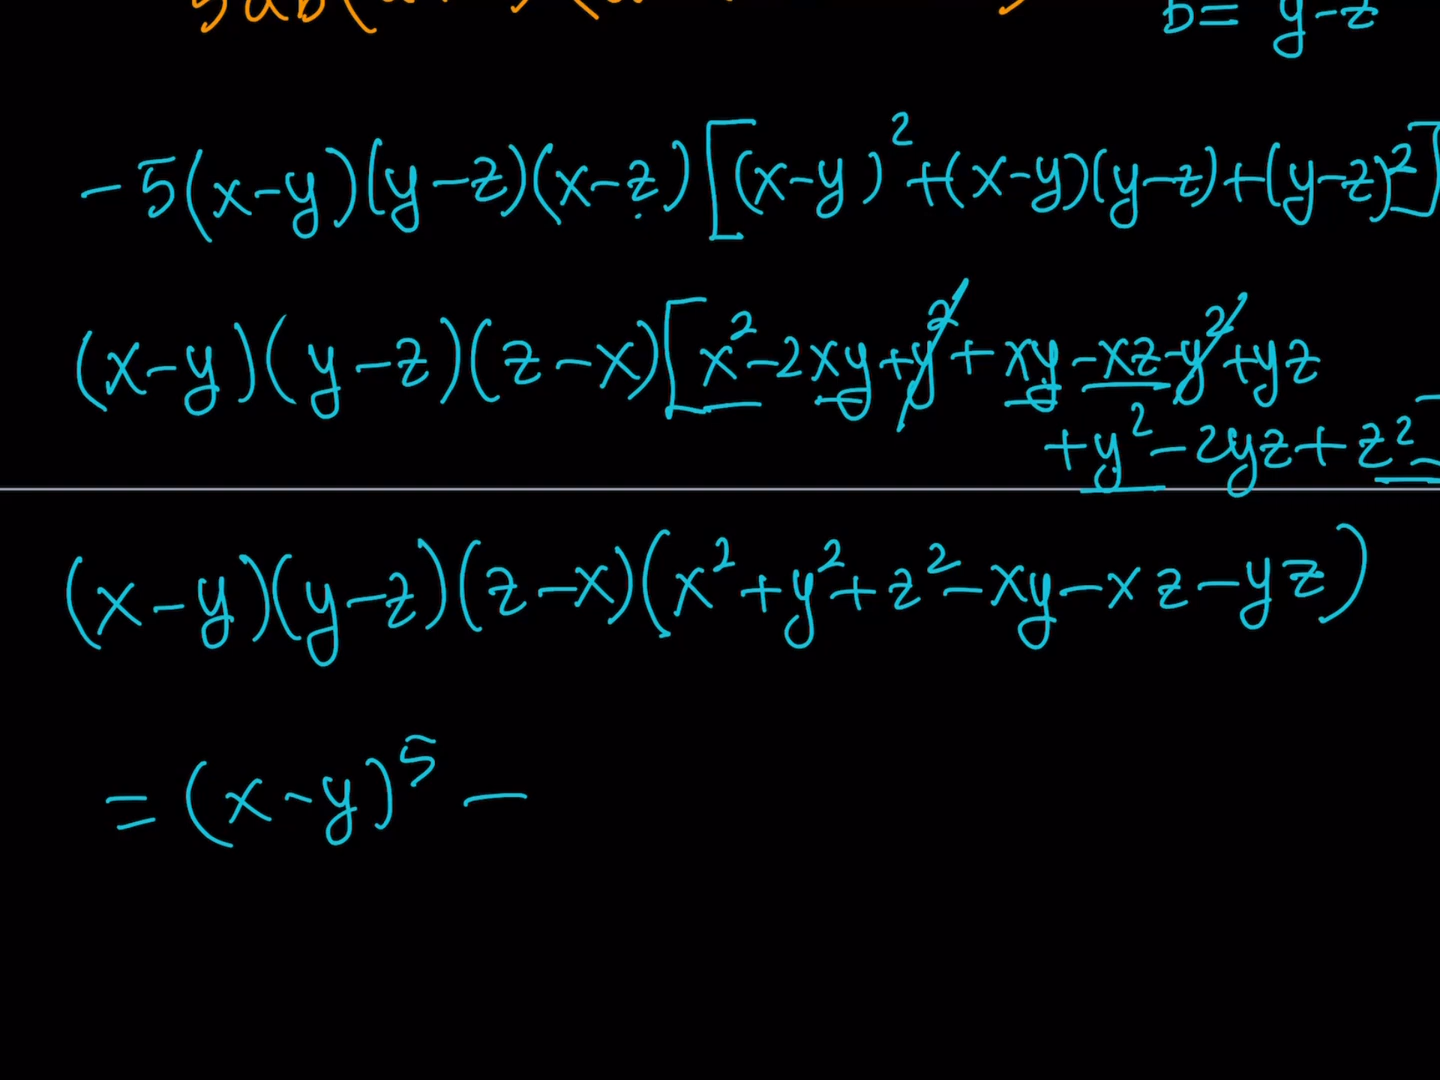 b= y-z
-5(x-y)(y-z)(x-z)[(x-y)²+(x-y)(y-z)+(y-z)²]
(x-y)(y-z)(z-x)[x²-2xy+y²+xy-xz-y²+yz
+y²-2yz+z²
(x-y)(y-z)(z-x)(x²+y²+z²-xy-xz-yz)
=(x-y)⁵-